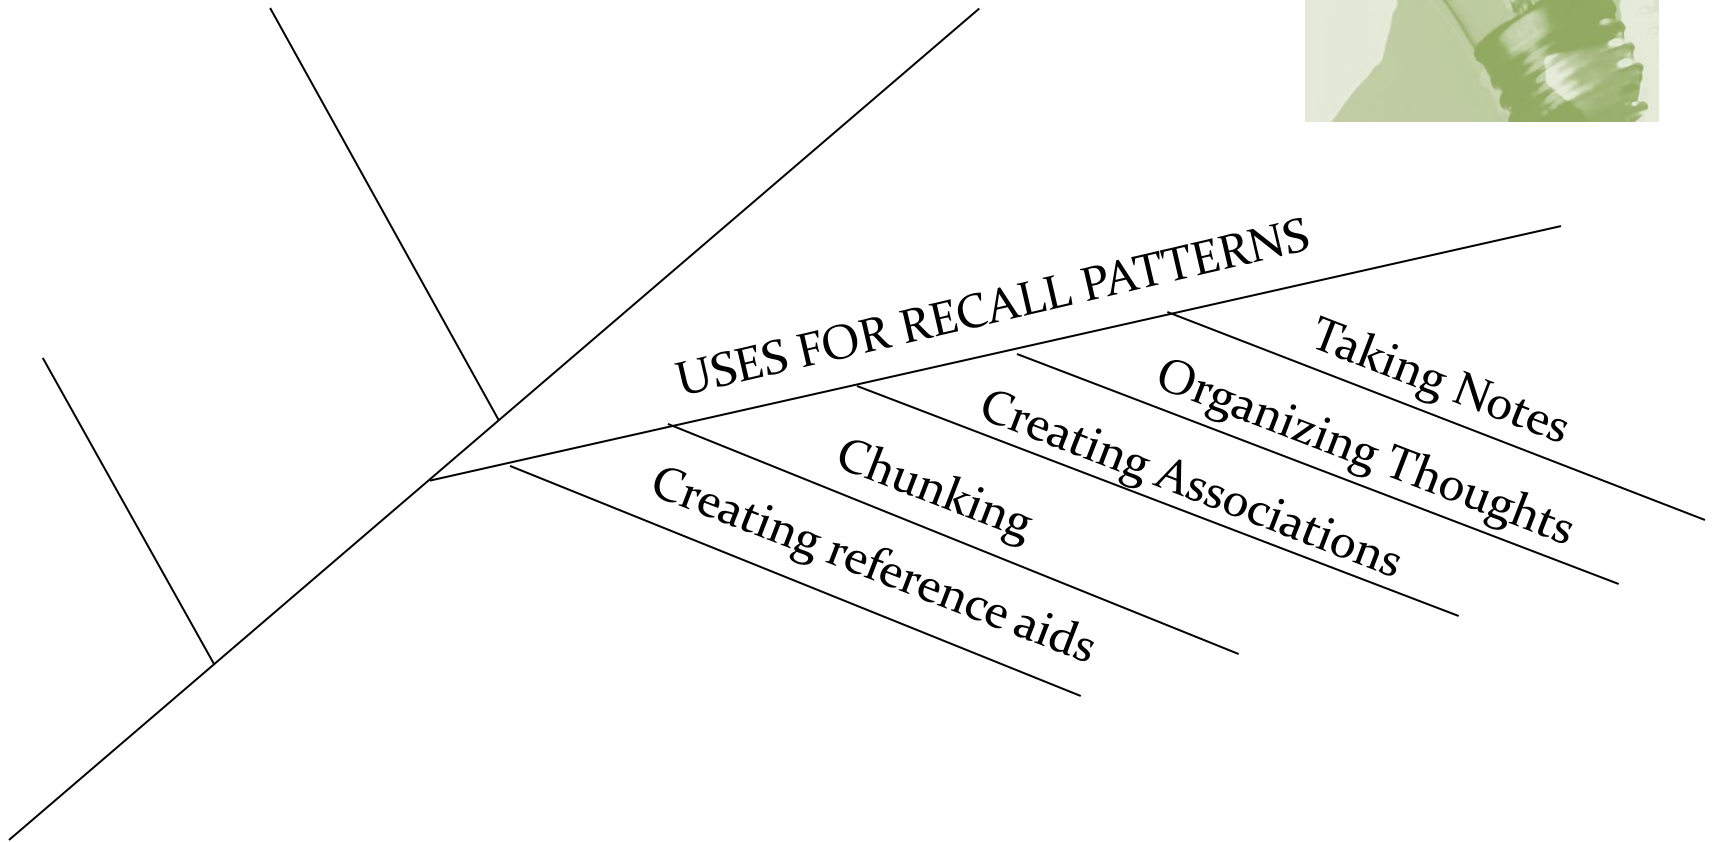 USES FOR RECALL PATTERNS
Taking Notes
Organizing Thoughts
Creating Associations
Chunking
Creating reference aids